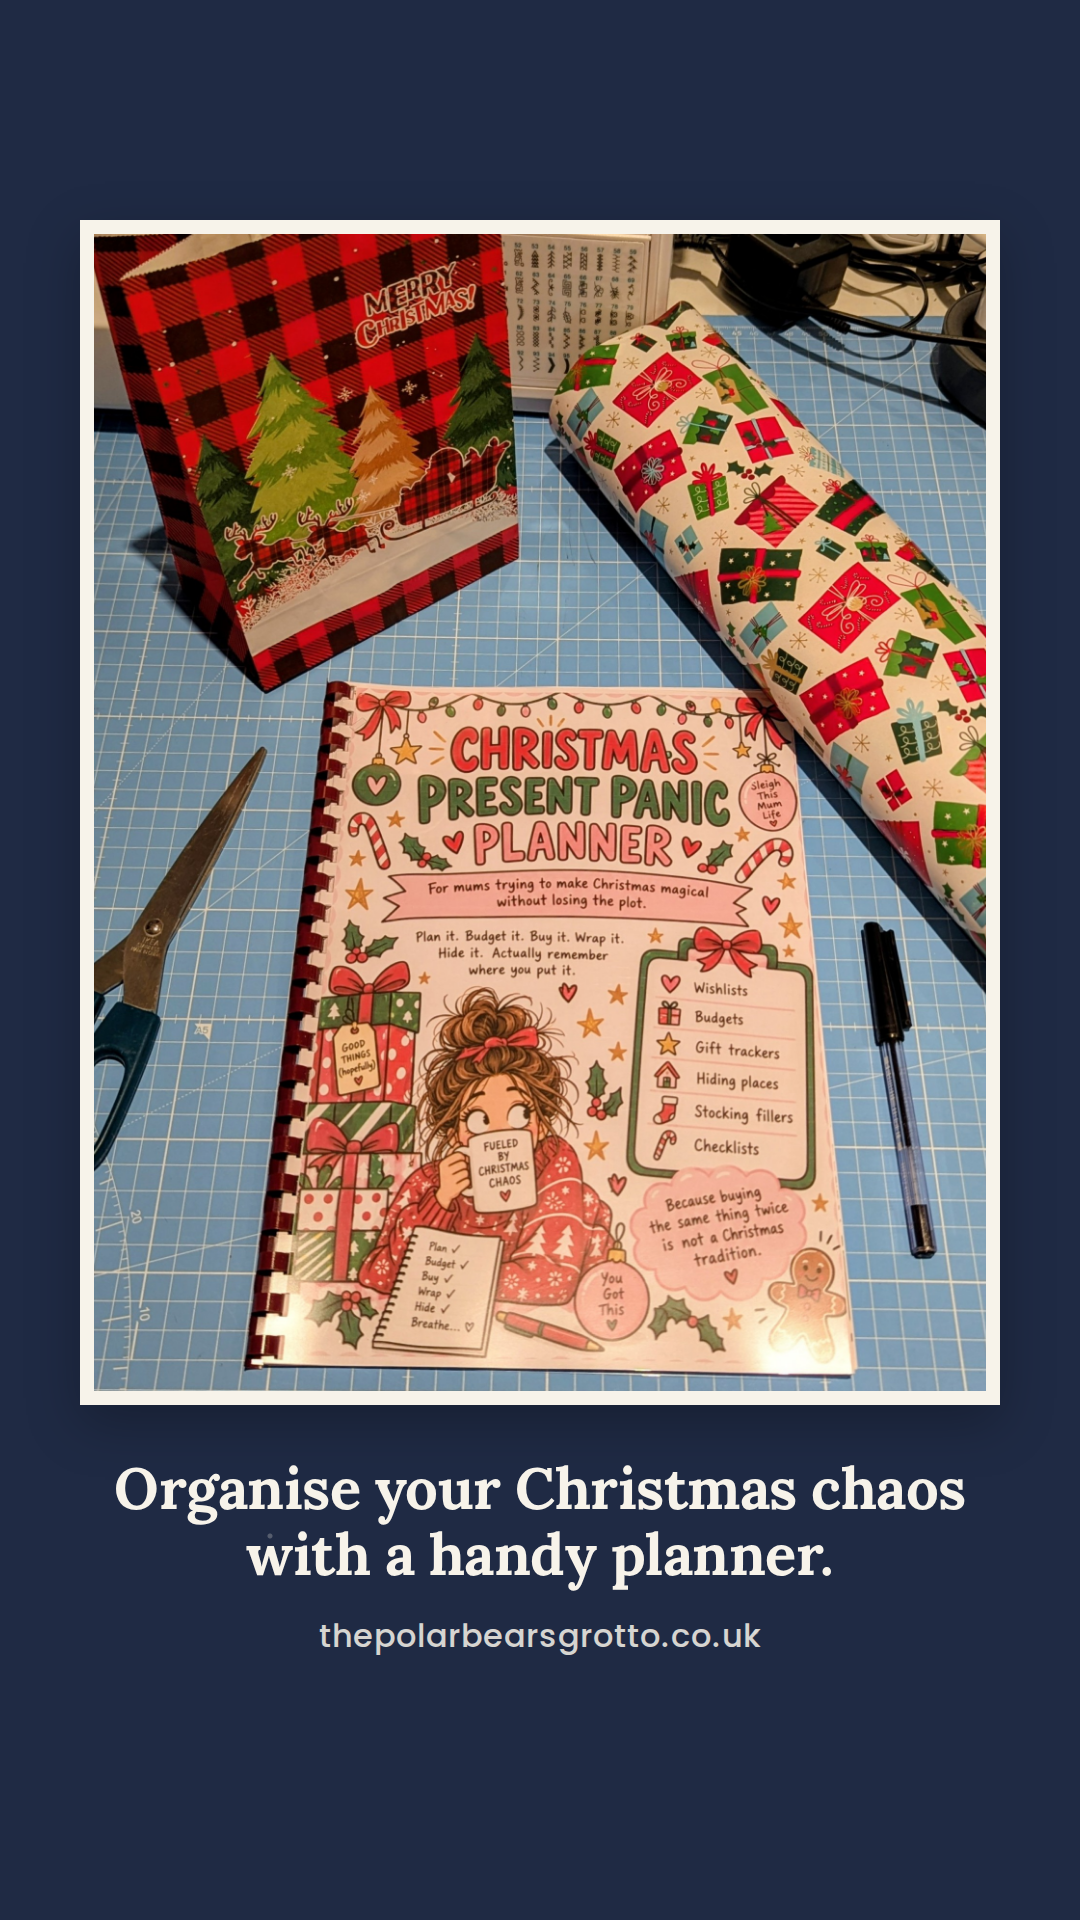 MERRY
CHRISTMAS!
CHRISTMAS
PRESENT PANIC
PLANNER
Sleigh
This
Mum
Life
For mums trying to make Christmas magical
without losing the plot.
Plan it. Budget it. Buy it. Wrap it.
Hide it. Actually remember
where you put it.
Wishlists
Budgets
Gift trackers
Hiding places
Stocking fillers
Checklists
GOOD
THINGS
(hopefully)
FUELED
BY
CHRISTMAS
CHAOS
Because buying
the same thing twice
is not a Christmas
tradition.
Plan ✓
Budget ✓
Buy ✓
Wrap ✓
Hide ✓
Breathe... ♡
You
Got
This
20
10
Organise your Christmas chaos
with a handy planner.
thepolarbearsgrotto.co.uk